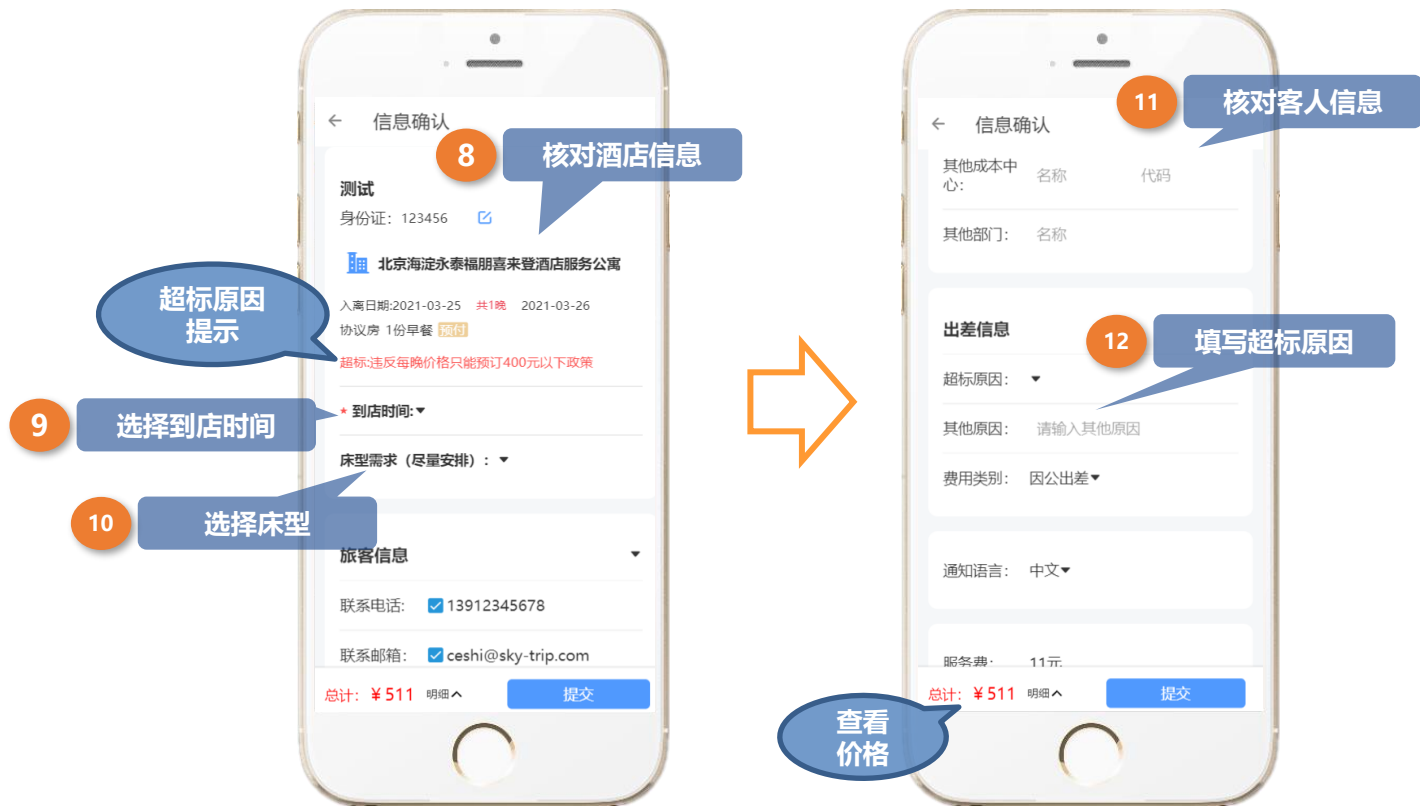 信息确认
8
核对酒店信息
测试
身份证：123456
北京海淀永泰福朋喜来登酒店服务公寓
超标原因
提示
入离日期:2021-03-25 共1晚 2021-03-26
协议房 1份早餐 预付
超标:违反每晚价格只能预订400元以下政策
9
选择到店时间
* 到店时间:
床型需求（尽量安排）:
10
选择床型
旅客信息
联系电话: 13912345678
联系邮箱: ceshi@sky-trip.com
总计: ¥511 明细
提交
11
核对客人信息
信息确认
其他成本中
心:
名称
代码
其他部门: 名称
出差信息
12
填写超标原因
超标原因:
其他原因: 请输入其他原因
费用类别: 因公出差
通知语言: 中文
服务费: 11元
总计: ¥511 明细
提交
查看
价格